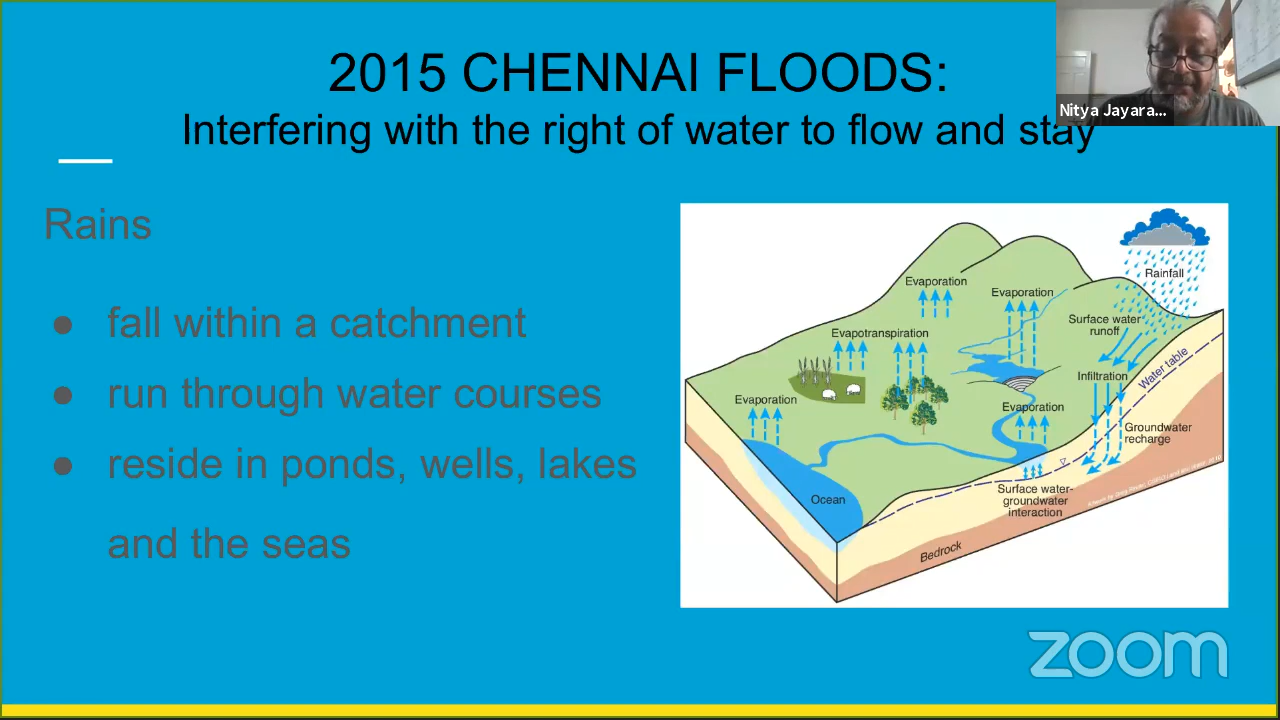 2015 CHENNAI FLOODS:
Interfering with the right of water to flow and stay
Nitya Jayara...
Rains
● fall within a catchment
● run through water courses
● reside in ponds, wells, lakes
and the seas
Rainfall
Evaporation
Evaporation
Surface water
runoff
Evapotranspiration
Water table
Infiltration
Evaporation
Evaporation
Groundwater
recharge
Surface water-
groundwater
interaction
Ocean
Bedrock
zoom